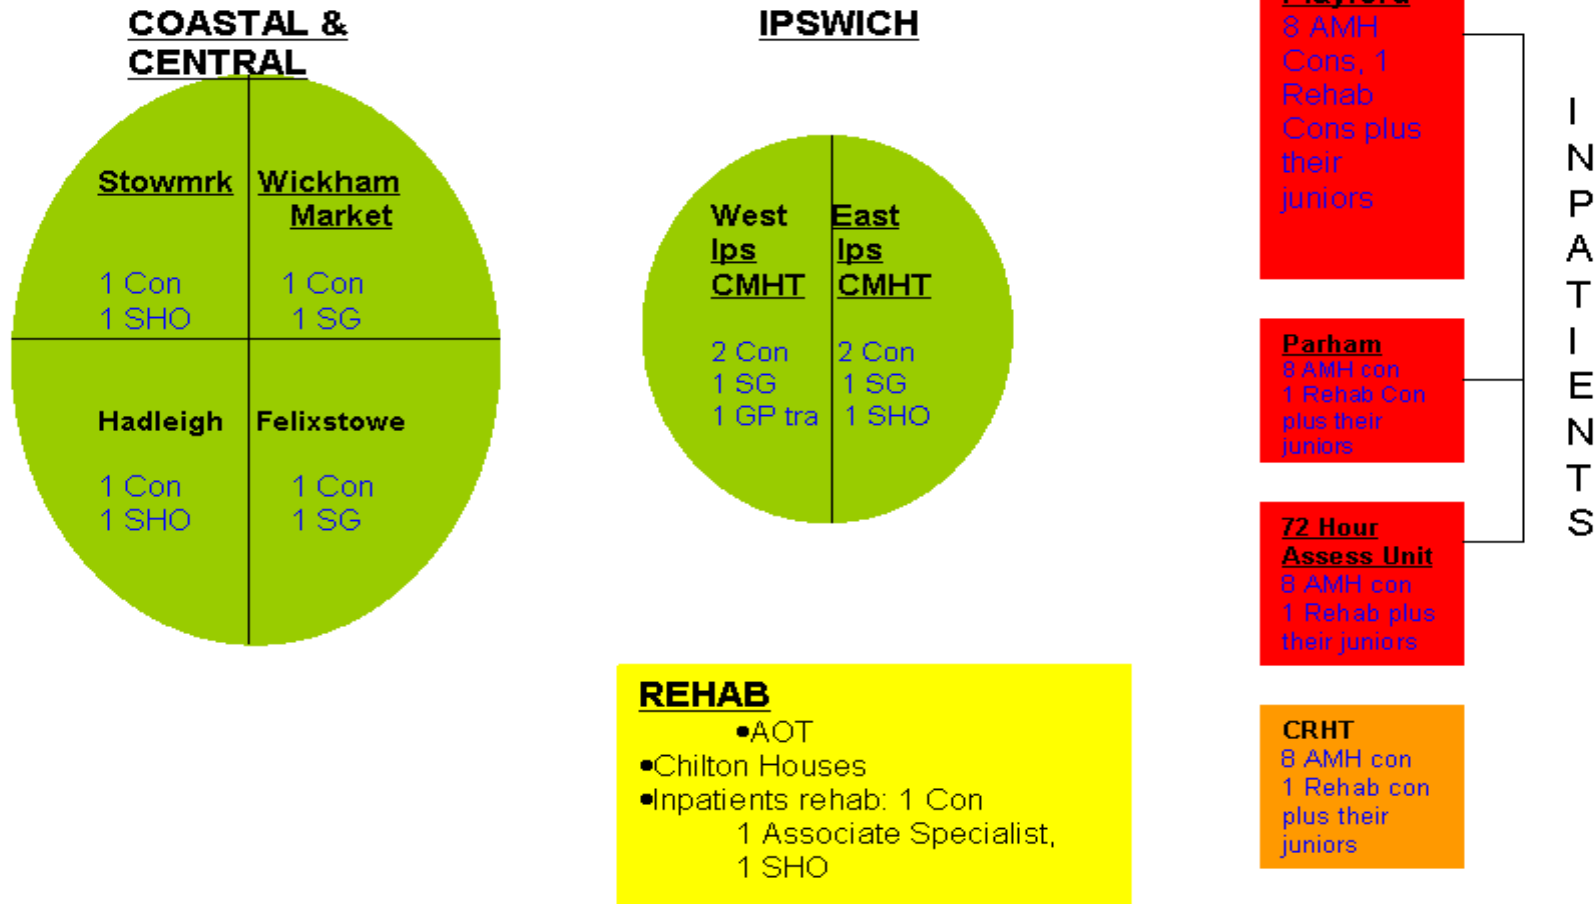 COASTAL &
CENTRAL
Stowmrk
1 Con
1 SHO
Wickham
Market
1 Con
1 SG
Hadleigh
1 Con
1 SHO
Felixstowe
1 Con
1 SG
IPSWICH
West
Ips
CMHT
2 Con
1 SG
1 GP tra
East
Ips
CMHT
2 Con
1 SG
1 SHO
REHAB
•AOT
•Chilton Houses
•Inpatients rehab: 1 Con
1 Associate Specialist,
1 SHO
8 AMH
Cons, 1
Rehab
Cons plus
their
juniors
Parham
8 AMH con
1 Rehab Con
plus their
juniors
72 Hour
Assess Unit
8 AMH con
1 Rehab plus
their juniors
CRHT
8 AMH con
1 Rehab con
plus their
juniors
INPATIENTS